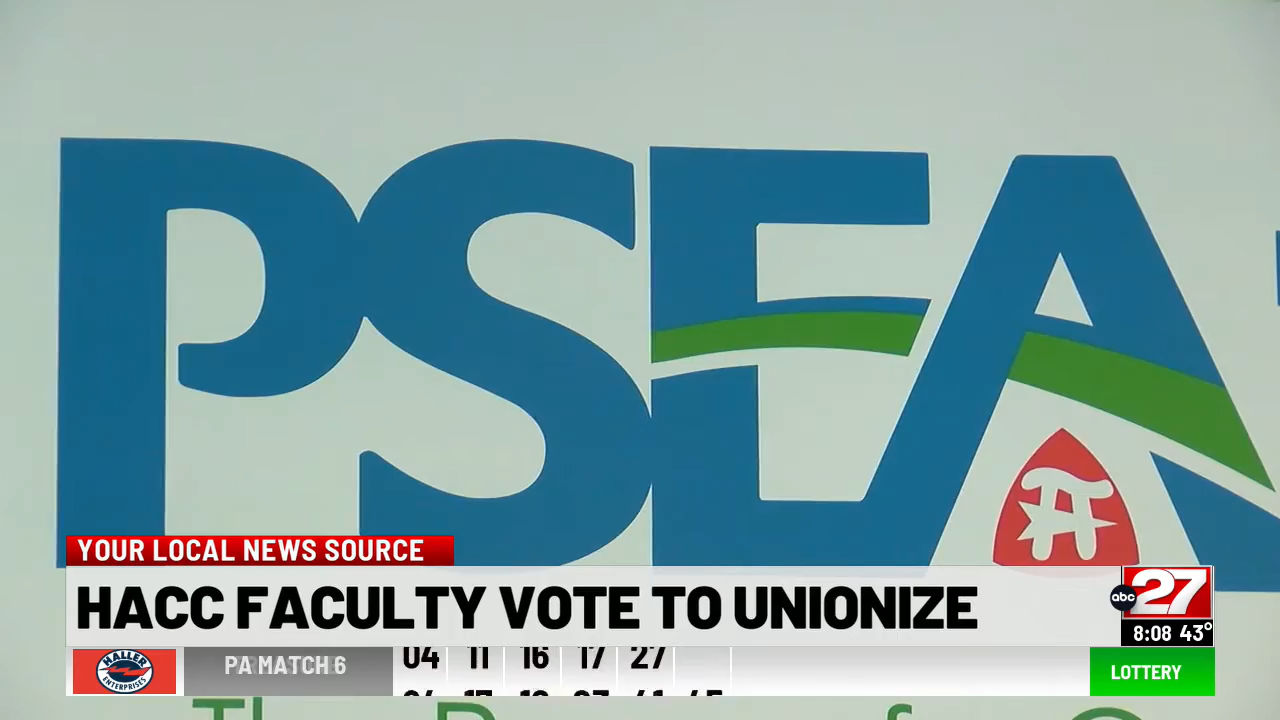 PSEA
YOUR LOCAL NEWS SOURCE
HACC FACULTY VOTE TO UNIONIZE
abc 27
8:08 43°
HALLER
ENTERPRISES
PA MATCH 6
04 11 16 17 27
LOTTERY